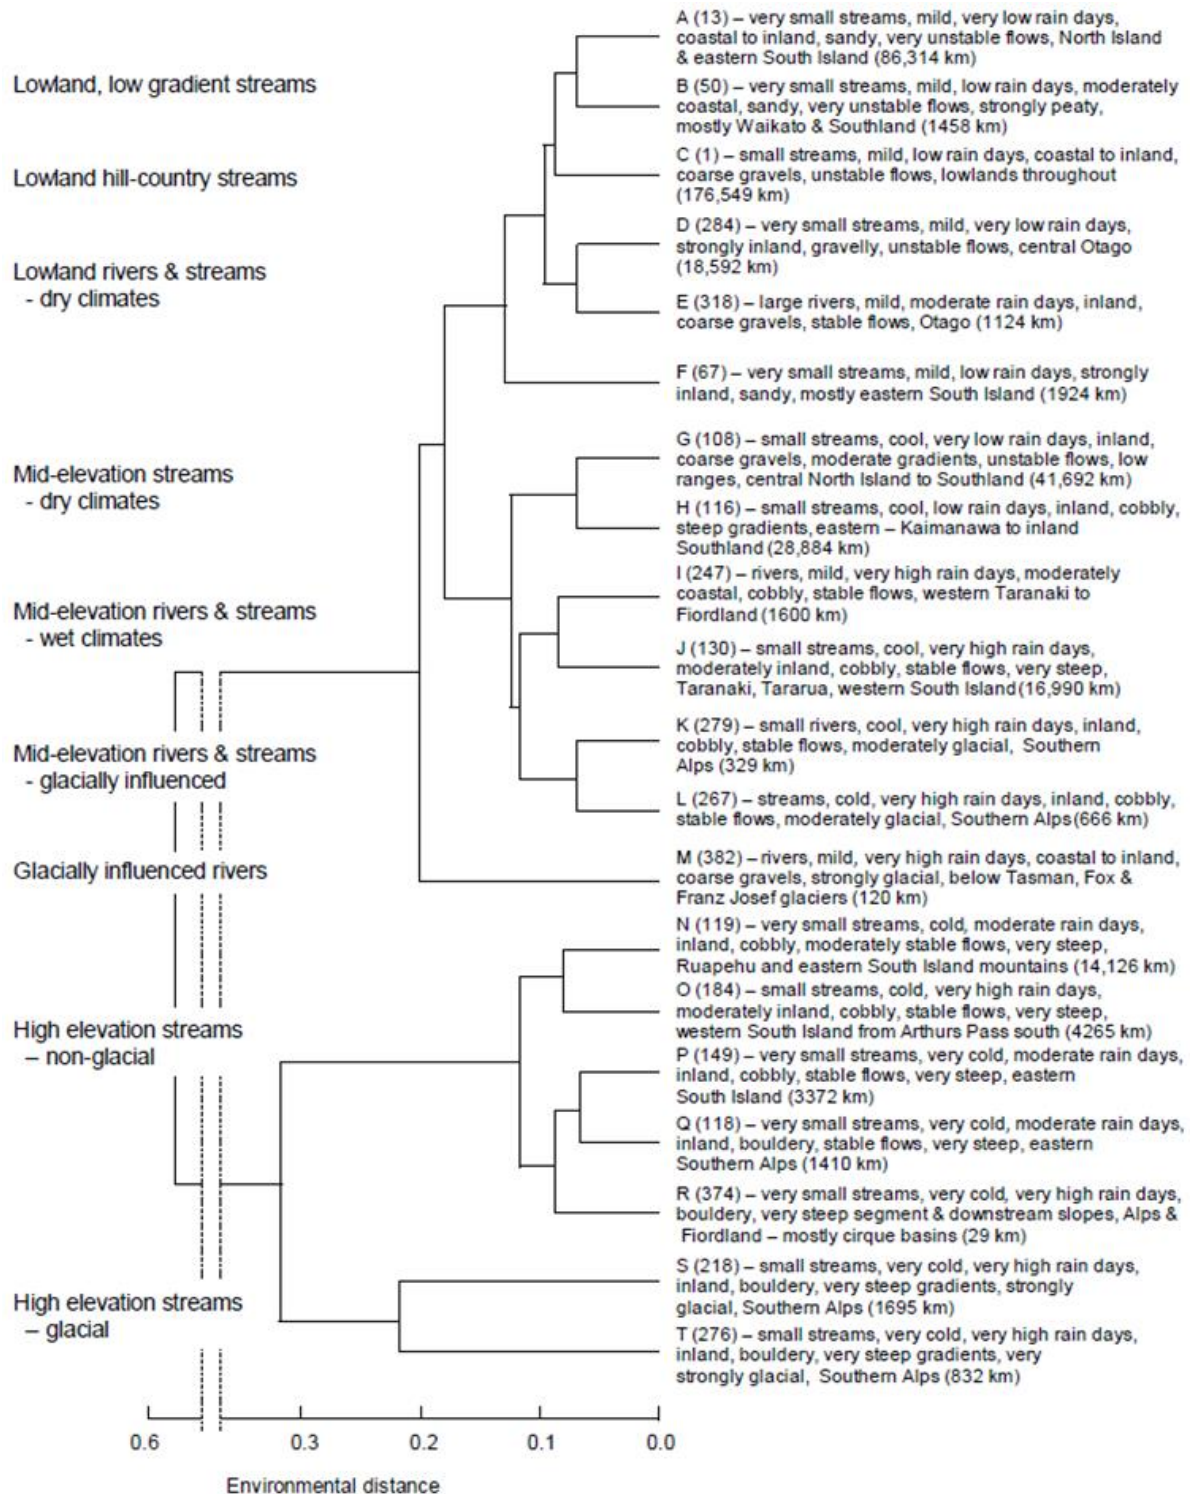 A (13) – very small streams, mild, very low rain days,
coastal to inland, sandy, very unstable flows, North Island
& eastern South Island (86,314 km)
Lowland, low gradient streams
B (50) – very small streams, mild, low rain days, moderately
coastal, sandy, very unstable flows, strongly peaty,
mostly Waikato & Southland (1458 km)
Lowland hill-country streams
C (1) – small streams, mild, low rain days, coastal to inland,
coarse gravels, unstable flows, lowlands throughout
(176,549 km)
Lowland rivers & streams
- dry climates
D (284) – very small streams, mild, very low rain days,
strongly inland, gravelly, unstable flows, central Otago
(18,592 km)
E (318) – large rivers, mild, moderate rain days, inland,
coarse gravels, stable flows, Otago (1124 km)
F (67) – very small streams, mild, low rain days, strongly
inland, sandy, mostly eastern South Island (1924 km)
Mid-elevation streams
- dry climates
G (108) – small streams, cool, very low rain days, inland,
coarse gravels, moderate gradients, unstable flows, low
ranges, central North Island to Southland (41,692 km)
H (116) – small streams, cool, low rain days, inland, cobbly,
steep gradients, eastern – Kaimanawa to inland
Southland (28,884 km)
Mid-elevation rivers & streams
- wet climates
I (247) – rivers, mild, very high rain days, moderately
coastal, cobbly, stable flows, western Taranaki to
Fiordland (1600 km)
J (130) – small streams, cool, very high rain days,
moderately inland, cobbly, stable flows, very steep,
Taranaki, Tararua, western South Island (16,990 km)
Mid-elevation rivers & streams
- glacially influenced
K (279) – small rivers, cool, very high rain days, inland,
cobbly, stable flows, moderately glacial, Southern
Alps (329 km)
L (267) – streams, cold, very high rain days, inland, cobbly,
stable flows, moderately glacial, Southern Alps (666 km)
Glacially influenced rivers
M (382) – rivers, mild, very high rain days, coastal to inland,
coarse gravels, strongly glacial, below Tasman, Fox &
Franz Josef glaciers (120 km)
High elevation streams
– non-glacial
N (119) – very small streams, cold, moderate rain days,
inland, cobbly, moderately stable flows, very steep,
Ruapehu and eastern South Island mountains (14,126 km)
O (184) – small streams, cold, very high rain days,
moderately inland, cobbly, stable flows, very steep,
western South Island from Arthurs Pass south (4265 km)
P (149) – very small streams, very cold, moderate rain days,
inland, cobbly, stable flows, very steep, eastern
South Island (3372 km)
Q (118) – very small streams, very cold, moderate rain days,
inland, bouldery, stable flows, very steep, eastern
Southern Alps (1410 km)
R (374) – very small streams, very cold, very high rain days,
bouldery, very steep segment & downstream slopes, Alps &
Fiordland – mostly cirque basins (29 km)
High elevation streams
– glacial
S (218) – small streams, very cold, very high rain days,
inland, bouldery, very steep gradients, strongly
glacial, Southern Alps (1695 km)
T (276) – small streams, very cold, very high rain days,
inland, bouldery, very steep gradients, very
strongly glacial, Southern Alps (832 km)
0.6 0.3 0.2 0.1 0.0
Environmental distance